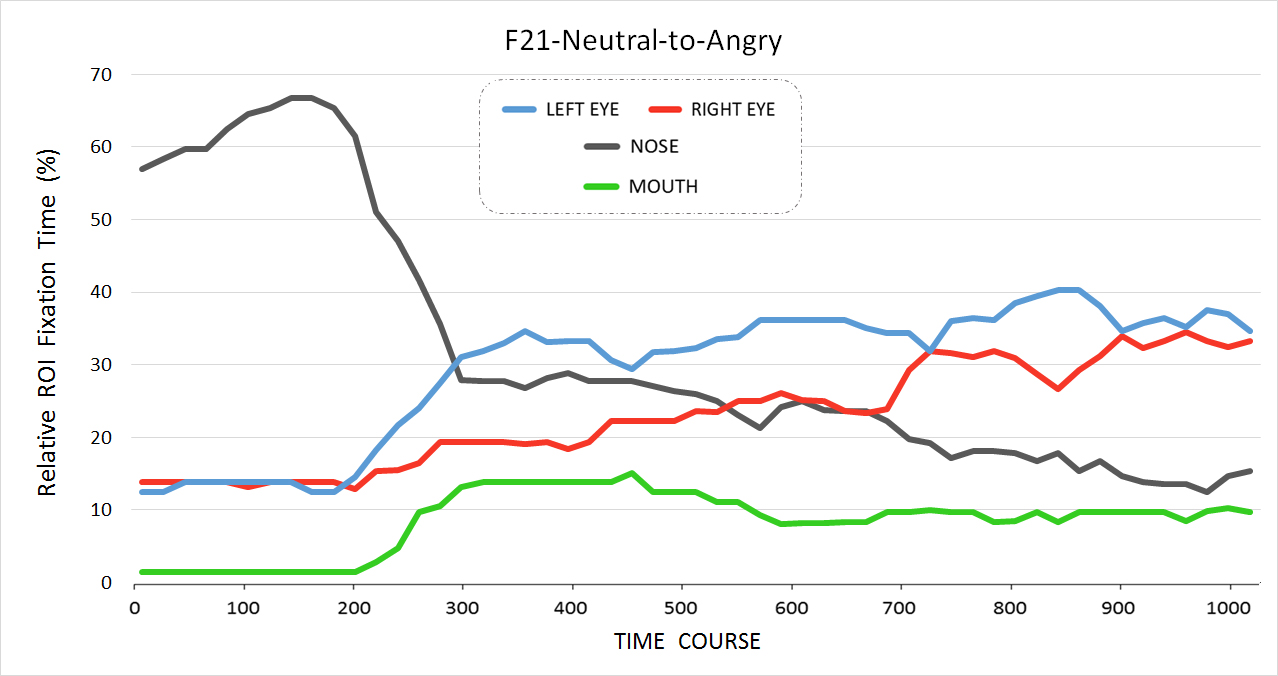 F21-Neutral-to-Angry
LEFT EYE RIGHT EYE
NOSE
MOUTH
Relative ROI Fixation Time (%)
70
60
50
40
30
20
10
0
0 100 200 300 400 500 600 700 800 900 1000
TIME COURSE